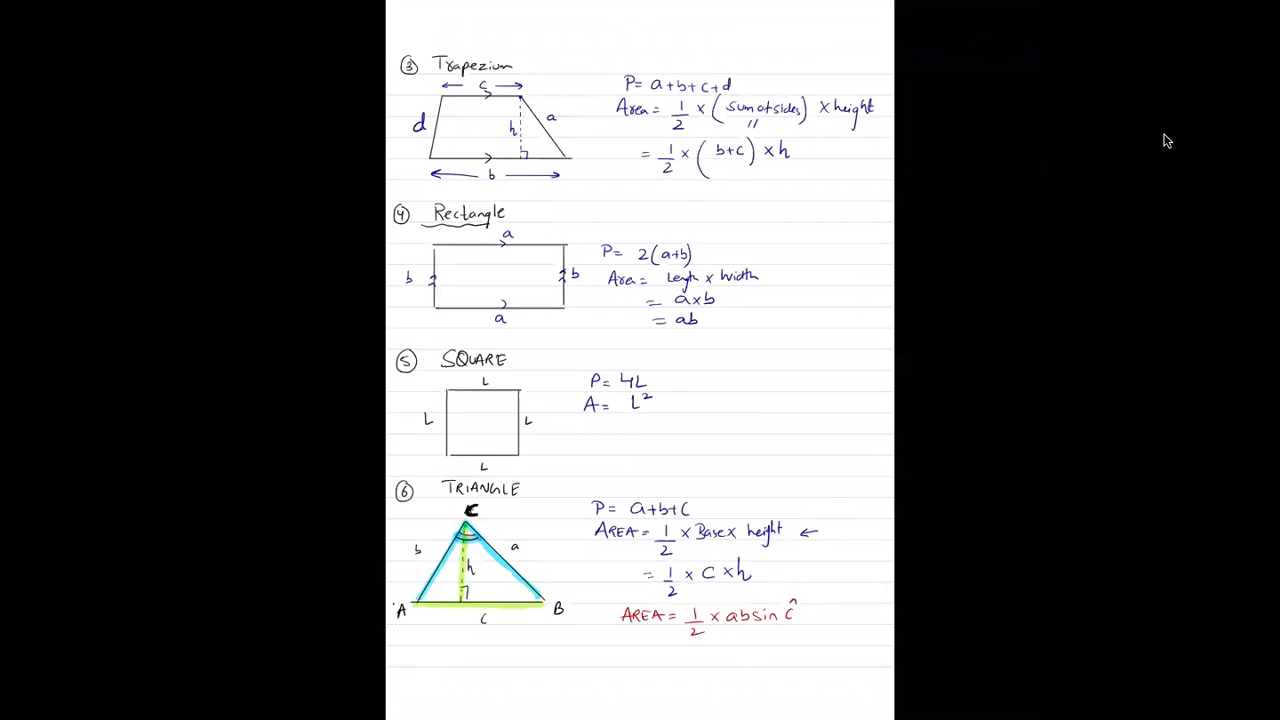 ③ Trapezium
c
d
h
a
b
P= a+b+c+d
Area = 1/2 × (sum of // sides) × height
= 1/2 × (b+c) × h
④ Rectangle
a
b
b
a
P= 2(a+b)
Area = Length × Width
= a×b
= ab
⑤ SQUARE
L
L
L
L
P= 4L
A= L²
⑥ TRIANGLE
C
b
a
h
A
B
c
P= a+b+c
AREA = 1/2 × Base × height ←
= 1/2 × C × h
AREA = 1/2 × absin Ĉ